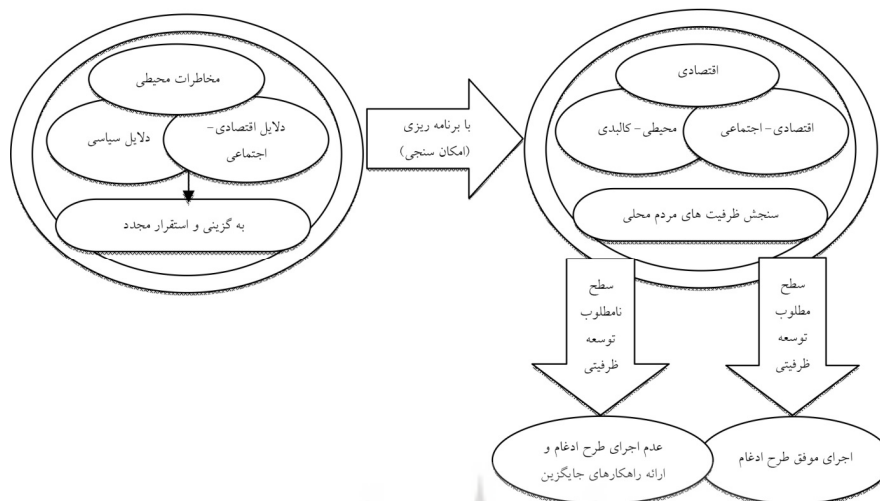 مخاطرات محیطی
دلایل سیاسی
دلایل اقتصادی-
اجتماعی
به گزینی و استقرار مجدد
با برنامه ریزی
(امکان سنجی)
اقتصادی
محیطی - کالبدی
اقتصادی - اجتماعی
سنجش ظرفیت های مردم محلی
سطح
نامطلوب
توسعه
ظرفیتی
سطح
مطلوب
توسعه
ظرفیتی
عدم اجرای طرح ادغام و
ارائه راهکارهای جایگزین
اجرای موفق طرح ادغام